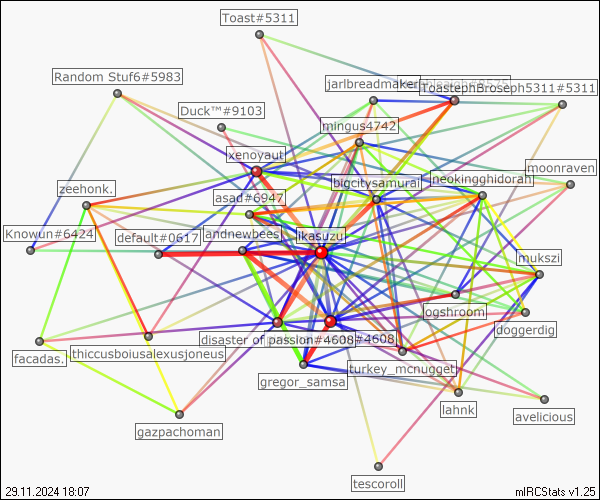 Toast#5311
Random Stuf6#5983
jarlbreadmaker
ToastephBroseph5311#5311
Duck™#9103
mingus4742
xenoyaut
moonraven
bigcitysamurai
neokingghidorah
zeehonk.
asad#6947
Knowun#6424
default#0617
andnewbees
ikasuzu
mukszi
ogshroom
doggerdig
facadas.
thiccusboiusalexusjoneus
disaster of passion#4608
#4608
turkey_mcnugget
gregor_samsa
gazpachoman
lahnk
avelicious
tescoroll
29.11.2024 18:07
mIRCStats v1.25